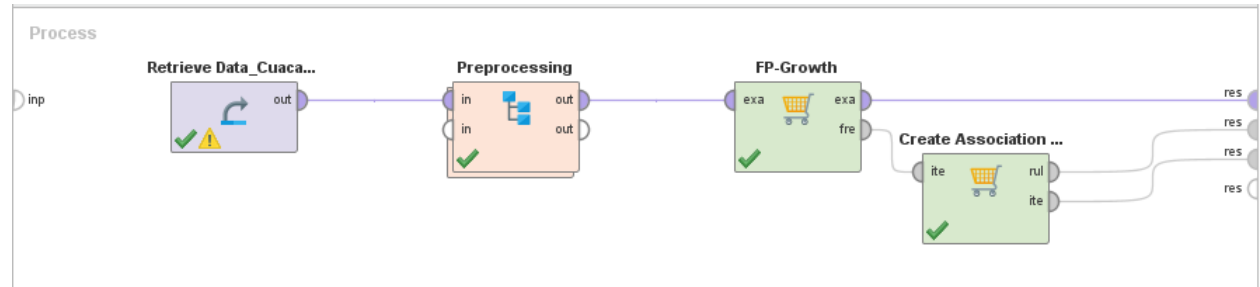 Process
Retrieve Data_Cuaca...
Preprocessing
FP-Growth
inp
out
in
out
in
out
exa
exa
fre
res
res
res
res
Create Association ...
ite
rul
ite